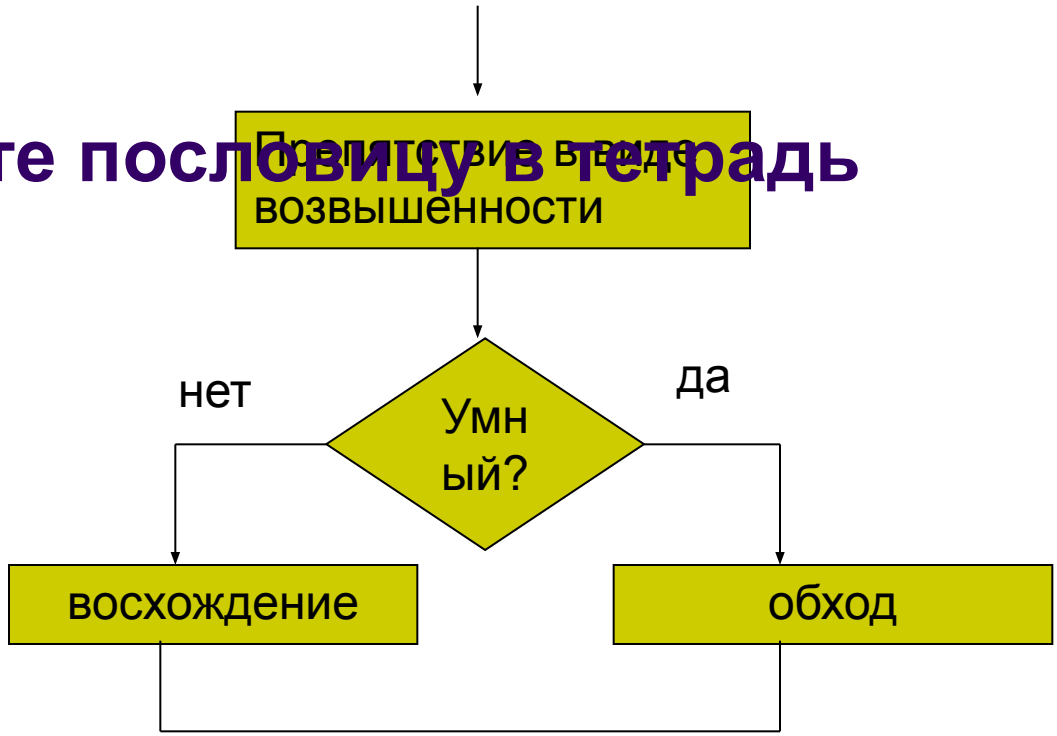 те пословицу в тетрадь
Препятствие в виде
возвышенности
нет
да
Умн
ый?
восхождение
обход